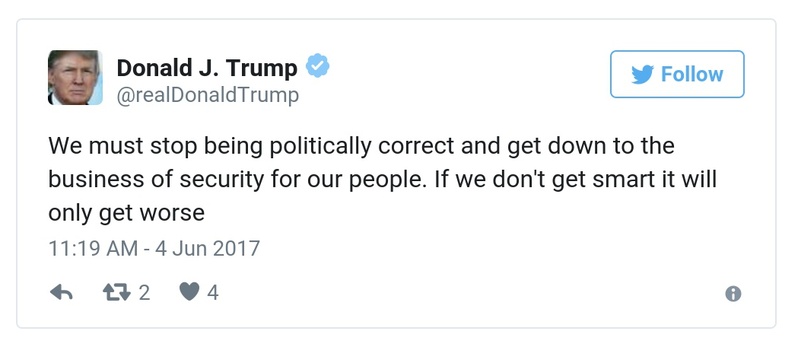 Donald J. Trump
@realDonaldTrump
Follow
We must stop being politically correct and get down to the
business of security for our people. If we don't get smart it will
only get worse
11:19 AM - 4 Jun 2017
2 4